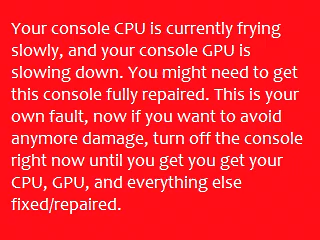 Your console CPU is currently frying
slowly, and your console GPU is
slowing down. You might need to get
this console fully repaired. This is your
own fault, now if you want to avoid
anymore damage, turn off the console
right now until you get you get your
CPU, GPU, and everything else
fixed/repaired.